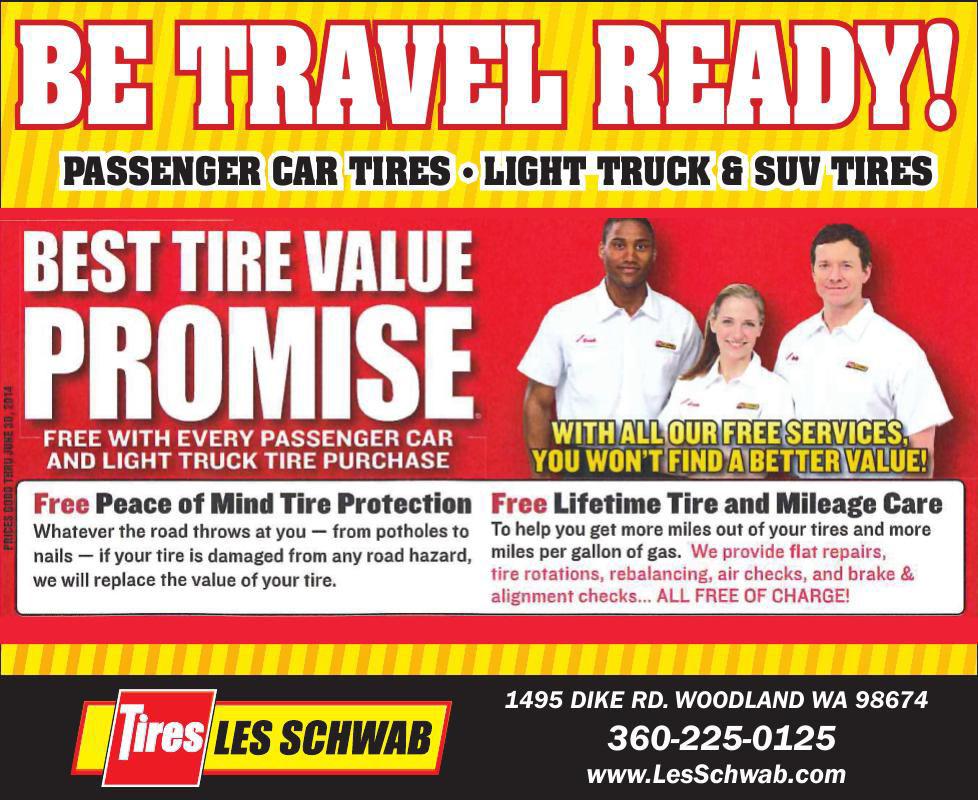 BE TRAVEL READY!
PASSENGER CAR TIRES • LIGHT TRUCK & SUV TIRES
BEST TIRE VALUE
PROMISE
FREE WITH EVERY PASSENGER CAR
AND LIGHT TRUCK TIRE PURCHASE
PRICES GOOD THRU JUNE 30, 2014
WITH ALL OUR FREE SERVICES,
YOU WON'T FIND A BETTER VALUE!
Free Peace of Mind Tire Protection
Whatever the road throws at you — from potholes to
nails — if your tire is damaged from any road hazard,
we will replace the value of your tire.
Free Lifetime Tire and Mileage Care
To help you get more miles out of your tires and more
miles per gallon of gas. We provide flat repairs,
tire rotations, rebalancing, air checks, and brake &
alignment checks... ALL FREE OF CHARGE!
Tires LES SCHWAB
1495 DIKE RD. WOODLAND WA 98674
360-225-0125
www.LesSchwab.com